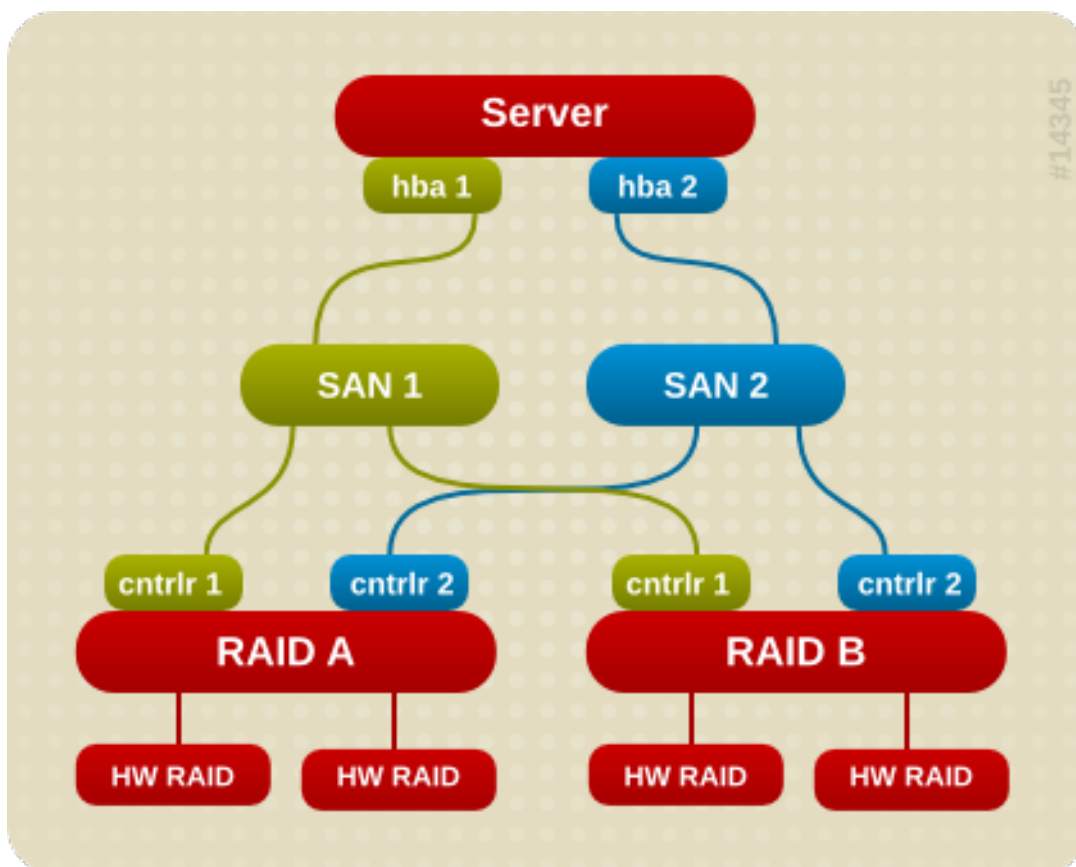 Server
#14345
hba 1
hba 2
SAN 1
SAN 2
cntrlr 1
cntrlr 2
cntrlr 1
cntrlr 2
RAID A
RAID B
HW RAID
HW RAID
HW RAID
HW RAID